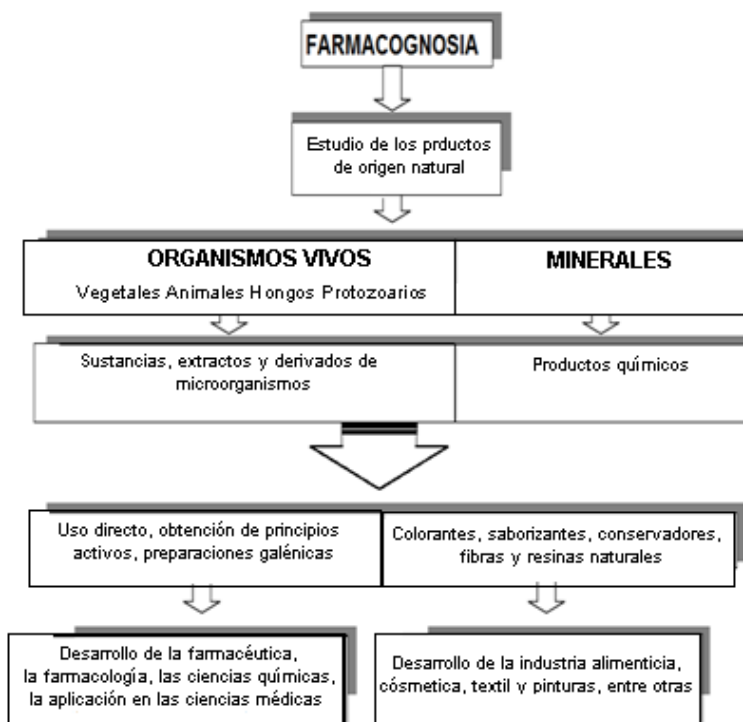 FARMACOGNOSIA
Estudio de los prductos
de origen natural
ORGANISMOS VIVOS
Vegetales Animales Hongos Protozoarios
MINERALES
Sustancias, extractos y derivados de
microorganismos
Productos químicos
Uso directo, obtención de principios
activos, preparaciones galénicas
Colorantes, saborizantes, conservadores,
fibras y resinas naturales
Desarrollo de la farmacéutica,
la farmacología, las ciencias químicas,
la aplicación en las ciencias médicas
Desarrollo de la industria alimenticia,
cósmetica, textil y pinturas, entre otras